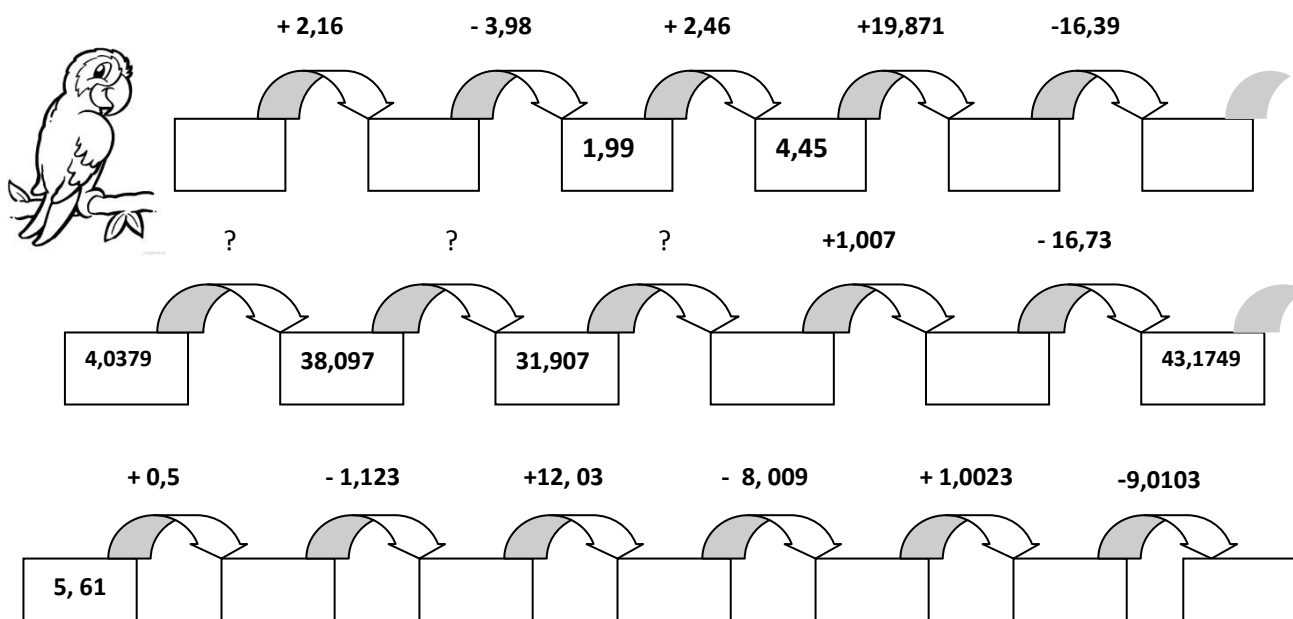 + 2,16 - 3,98 + 2,46 +19,871 -16,39
1,99 4,45
? ? ? +1,007 - 16,73
4,0379 38,097 31,907 43,1749
+ 0,5 - 1,123 +12, 03 - 8, 009 + 1,0023 -9,0103
5, 61